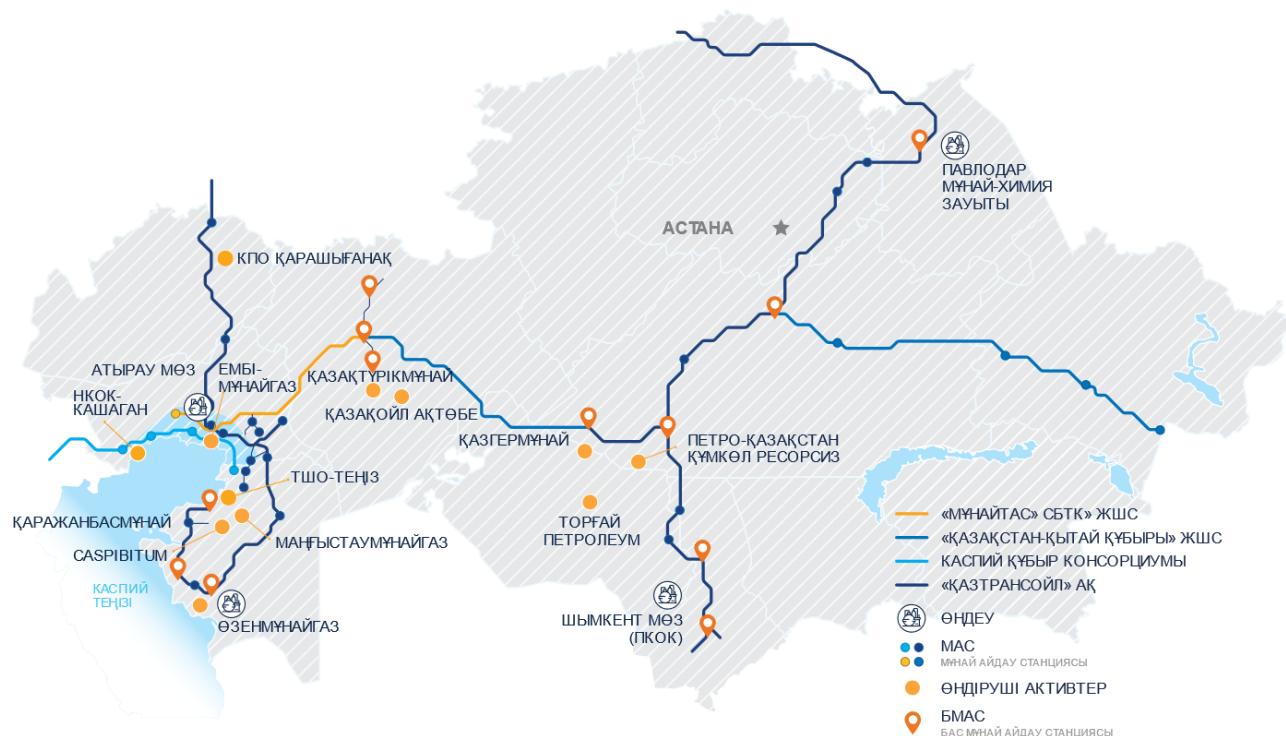 ПАВЛОДАР
МҰНАЙ-ХИМИЯ
ЗАУЫТЫ
АСТАНА
КПО ҚАРАШЫҒАНАҚ
АТЫРАУ МӨЗ
ЕМБІ-
МҰНАЙГАЗ
НКОК-
КАШАГАН
ҚАЗАҚТҮРІКМҰНАЙ
ҚАЗАҚОЙЛ АҚТӨБЕ
ҚАЗГЕРМҰНАЙ
ПЕТРО-ҚАЗАҚСТАН
ҚҰМКӨЛ РЕСОРСИЗ
ТШО-ТЕҢІЗ
ҚАРАЖАНБАСМҰНАЙ
CASPIBITUM
МАҢҒЫСТАУМҰНАЙГАЗ
ТОРҒАЙ
ПЕТРОЛЕУМ
КАСПИЙ
ТЕҢІЗІ
ӨЗЕНМҰНАЙГАЗ
ШЫМКЕНТ МӨЗ
(ПКОК)
«МҰНАЙТАС» СБТК» ЖШС
«ҚАЗАҚСТАН-ҚЫТАЙ ҚҰБЫРЫ» ЖШС
КАСПИЙ ҚҰБЫР КОНСОРЦИУМЫ
«ҚАЗТРАНСОЙЛ» АҚ
ӨҢДЕУ
МАС
МҰНАЙ АЙДАУ СТАНЦИЯСЫ
ӨНДІРУШІ АКТИВТЕР
БМАС
БАС МҰНАЙ АЙДАУ СТАНЦИЯСЫ